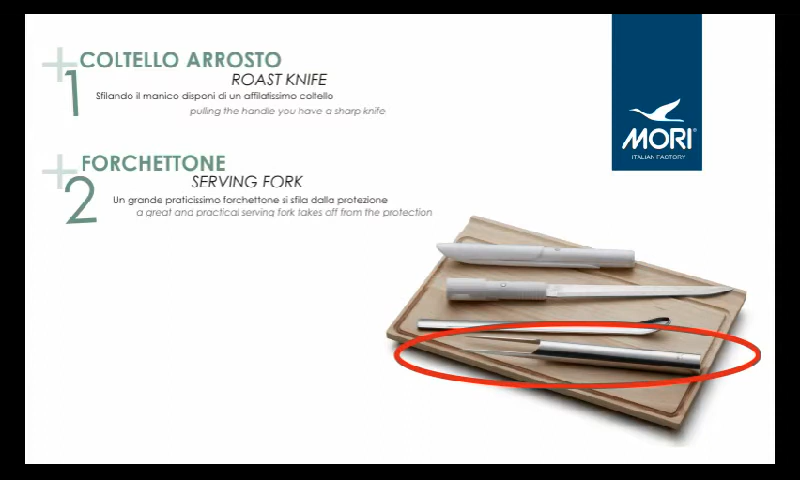 COLTELLO ARROSTO
ROAST KNIFE
1
Sfilando il manico disponi di un affilatissimo coltello
pulling the handle you have a sharp knife
FORCHETTONE
SERVING FORK
2
Un grande praticissimo forchettone si sfila dalla protezione
a great and practical serving fork takes off from the protection
MORI®
ITALIAN FACTORY